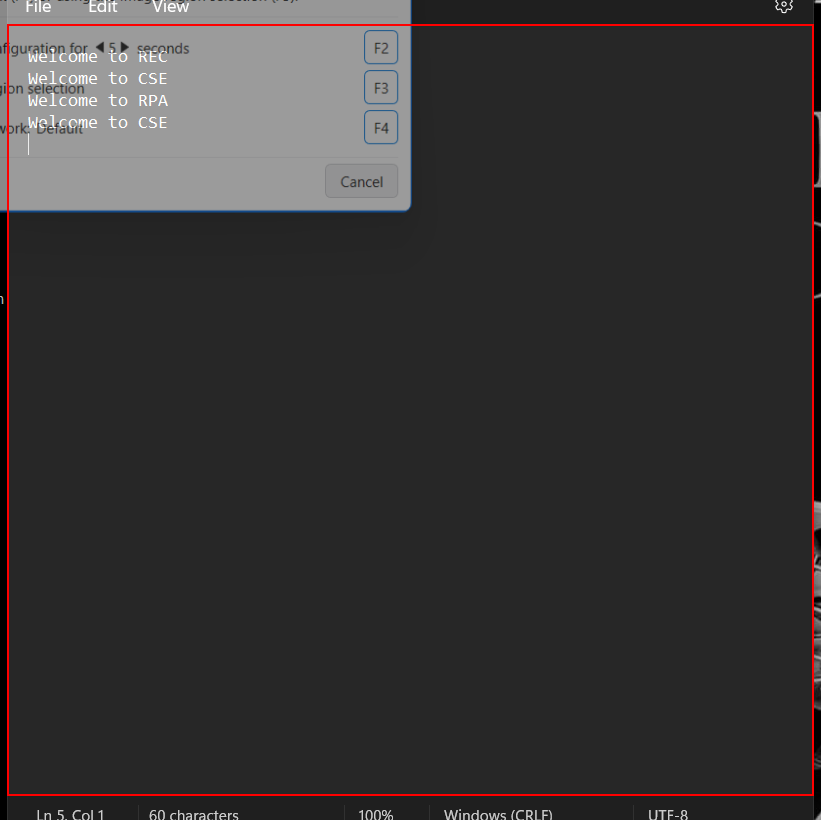 File Edit View
figuration for 5 seconds
F2
Welcome to REC
Welcome to CSE
gion selection
F3
Welcome to RPA
Welcome to CSE
work: Default
F4
Cancel
n
Ln 5, Col 1 60 characters 100% Windows (CRLF) UTF-8